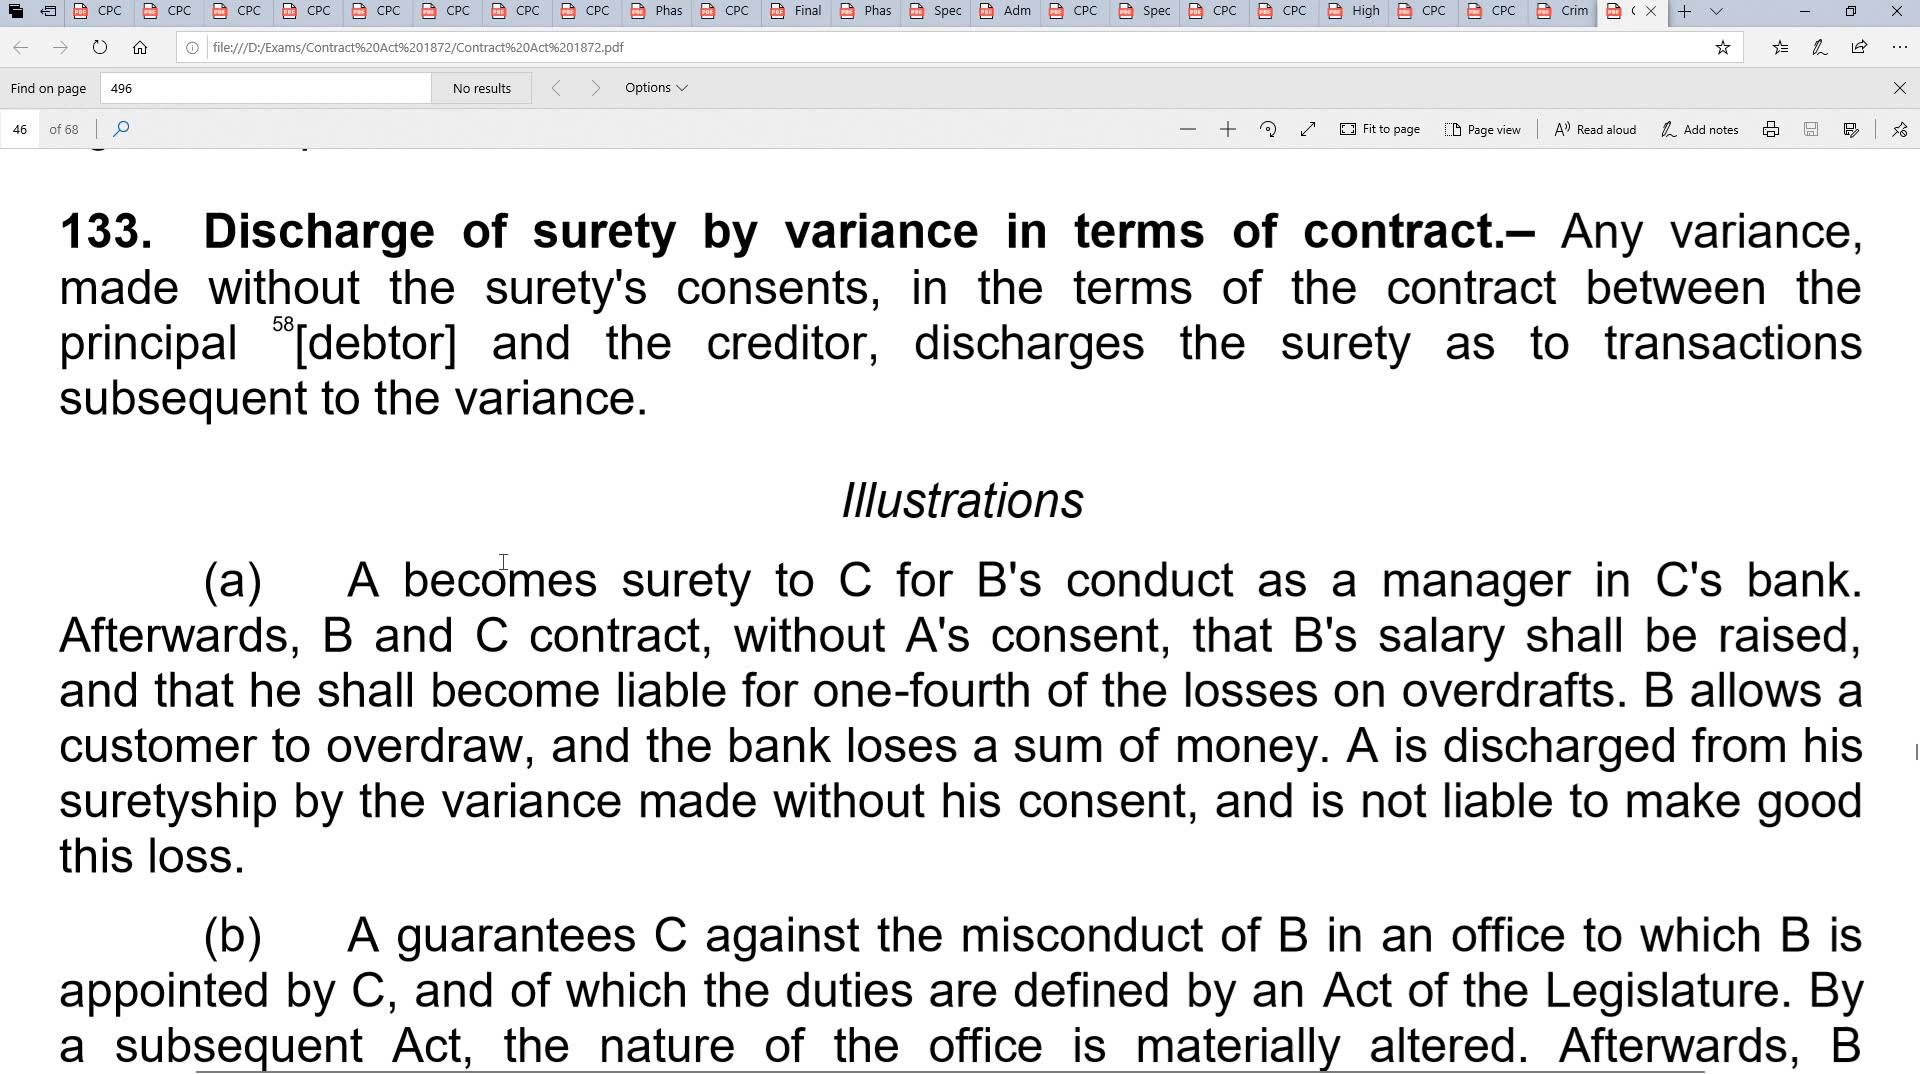 CPC CPC CPC CPC CPC CPC CPC CPC Phas CPC Final Phas Spec Adm CPC Spec CPC CPC High CPC CPC Crim
file:///D:/Exams/Contract%20Act%201872/Contract%20Act%201872.pdf
Find on page 496 No results Options
46 of 68 Fit to page Page view Read aloud Add notes
133. Discharge of surety by variance in terms of contract.– Any variance,
made without the surety's consents, in the terms of the contract between the
principal 58[debtor] and the creditor, discharges the surety as to transactions
subsequent to the variance.
Illustrations
(a) A becomes surety to C for B's conduct as a manager in C's bank.
Afterwards, B and C contract, without A's consent, that B's salary shall be raised,
and that he shall become liable for one-fourth of the losses on overdrafts. B allows a
customer to overdraw, and the bank loses a sum of money. A is discharged from his
suretyship by the variance made without his consent, and is not liable to make good
this loss.
(b) A guarantees C against the misconduct of B in an office to which B is
appointed by C, and of which the duties are defined by an Act of the Legislature. By
a subsequent Act, the nature of the office is materially altered. Afterwards, B